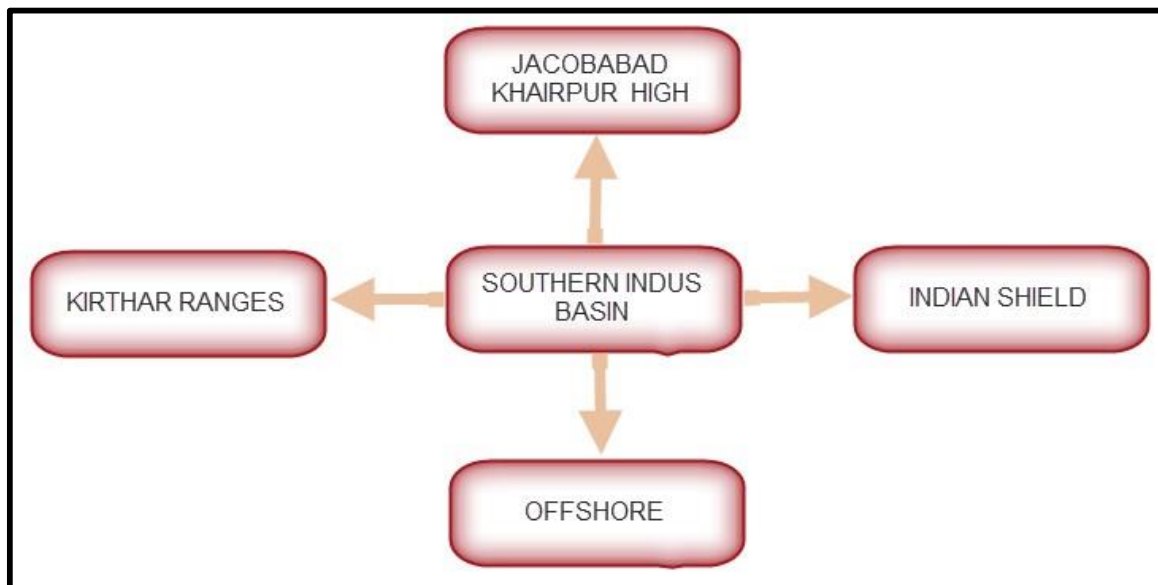 JACOBABAD
KHAIRPUR HIGH
KIRTHAR RANGES
SOUTHERN INDUS
BASIN
INDIAN SHIELD
OFFSHORE